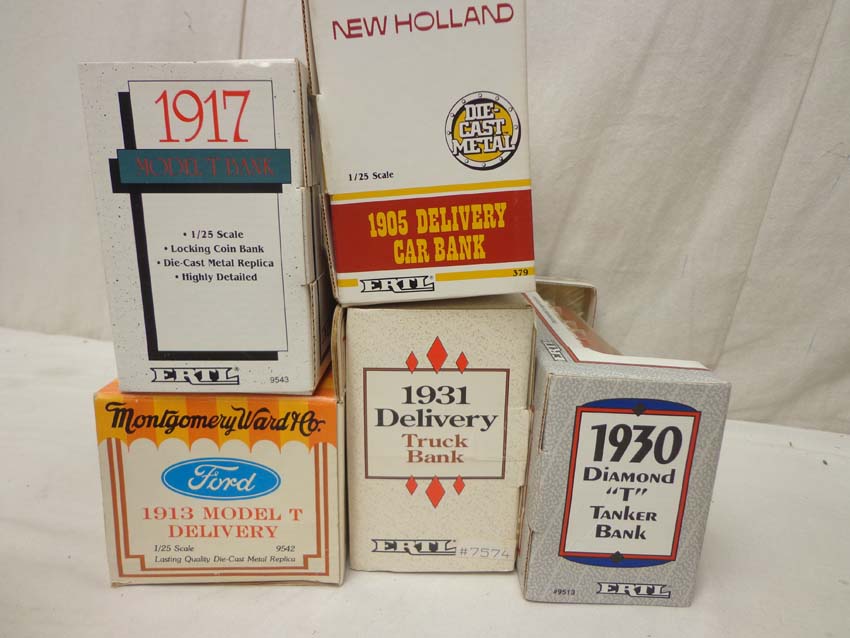 1917
MODEL T BANK
• 1/25 Scale
• Locking Coin Bank
• Die-Cast Metal Replica
• Highly Detailed
ERTL
9543
NEW HOLLAND
DIE-
CAST
METAL
1/25 Scale
1905 DELIVERY
CAR BANK
ERTL
379
Montgomery Ward & Co.
Ford
1913 MODEL T
DELIVERY
1/25 Scale 9542
Lasting Quality Die-Cast Metal Replica
1931
Delivery
Truck
Bank
ERTL
#7574
1930
DIAMOND
"T"
TANKER
BANK
#9513
ERTL